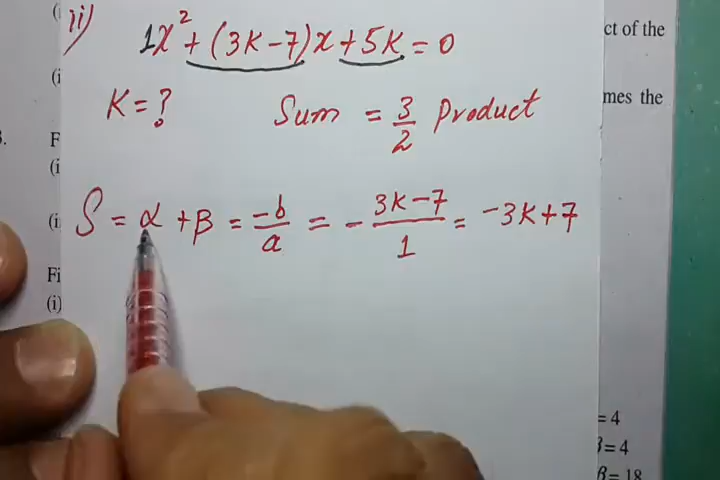 ii) 1x² + (3K-7)x + 5K = 0
K = ? Sum = 3/2 Product
S = α + β = -b/a = - 3K-7/1 = -3K+7
(i
ct of the
(i
mes the
F
(i
(i
Fi
(i)
= 4
β = 4
β = 18